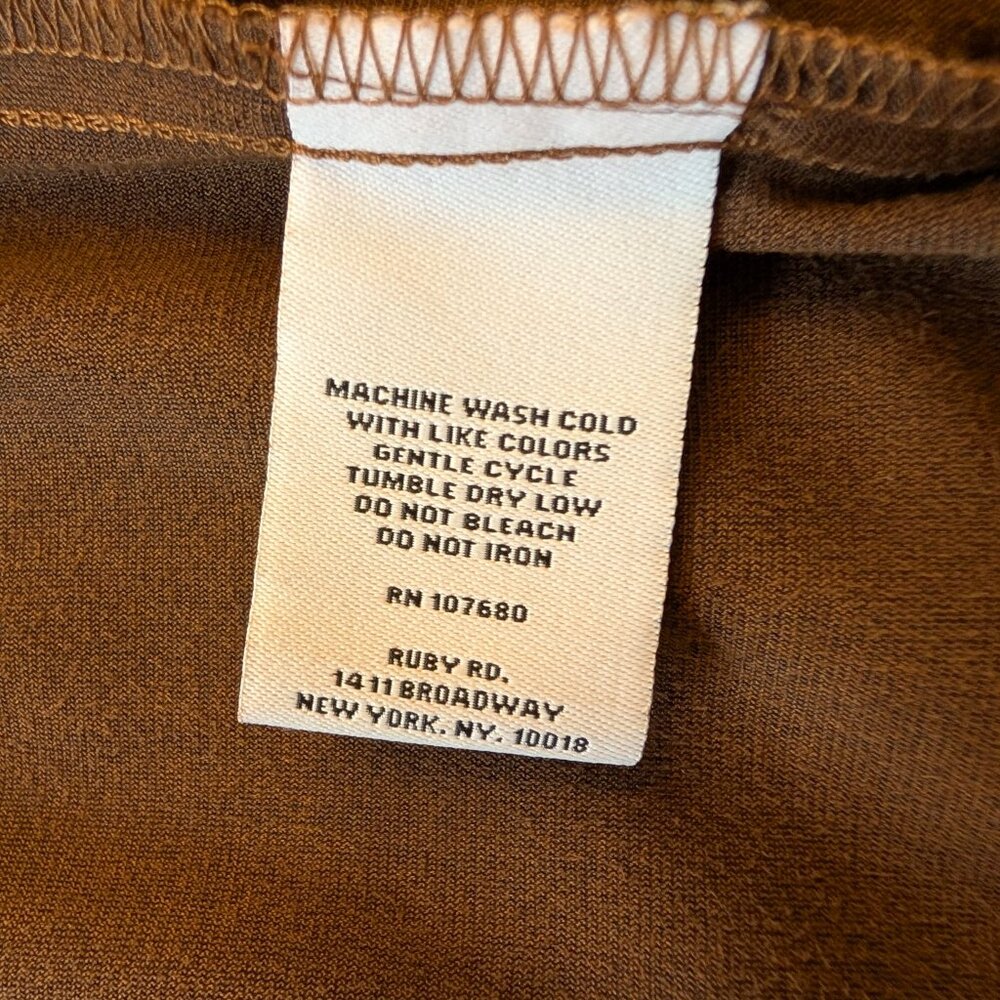 MACHINE WASH COLD
WITH LIKE COLORS
GENTLE CYCLE
TUMBLE DRY LOW
DO NOT BLEACH
DO NOT IRON
RN 107680
RUBY RD.
1411 BROADWAY
NEW YORK. NY. 10018